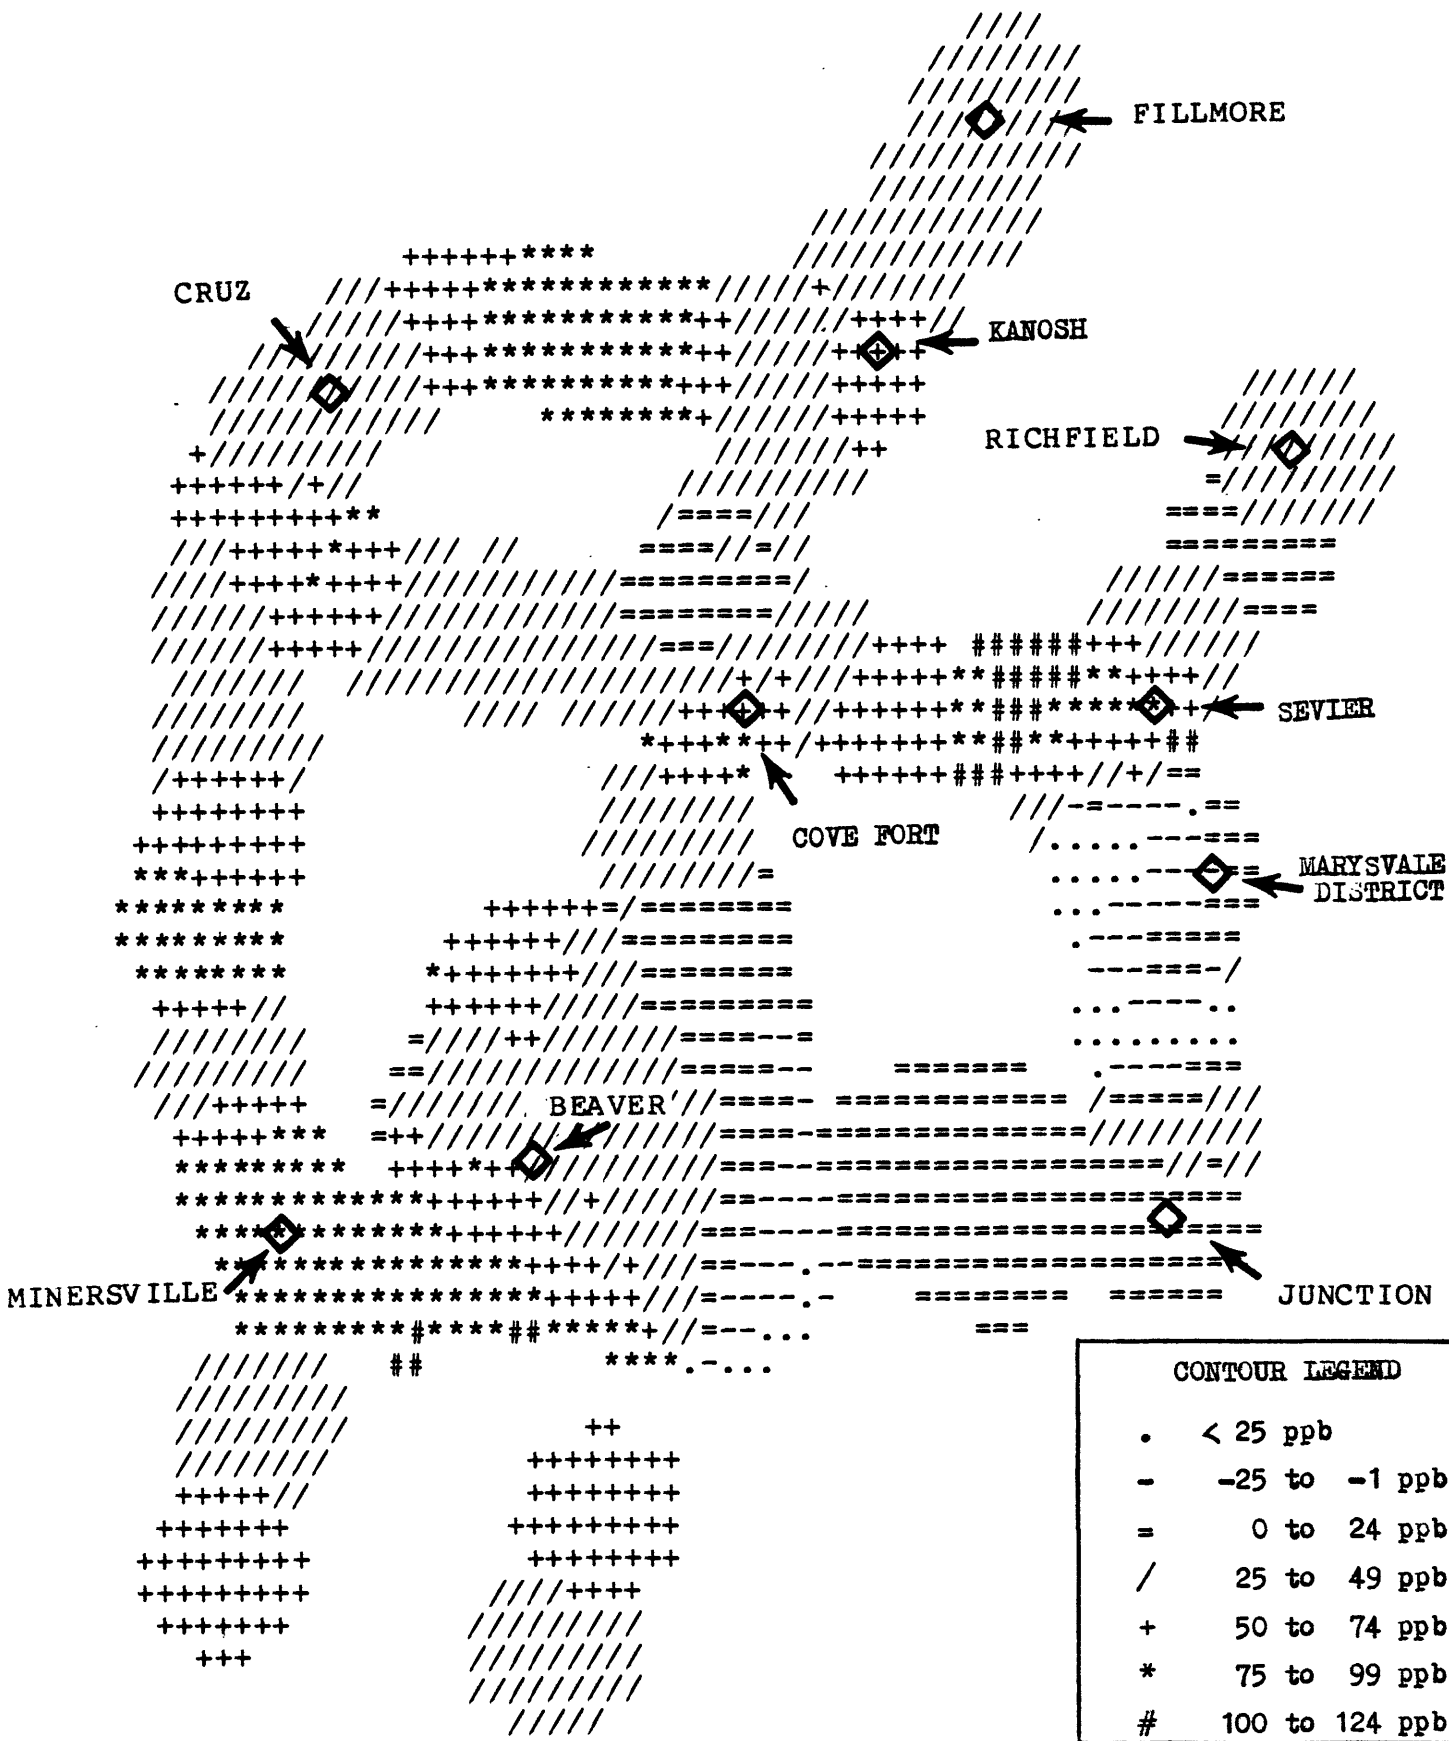 FILLMORE
CRUZ
KANOSH
RICHFIELD
SEVIER
COVE FORT
MARYSVALE
DISTRICT
BEAVER
MINERSVILLE
JUNCTION
CONTOUR LEGEND
. < 25 ppb
- -25 to -1 ppb
= 0 to 24 ppb
/ 25 to 49 ppb
+ 50 to 74 ppb
* 75 to 99 ppb
# 100 to 124 ppb